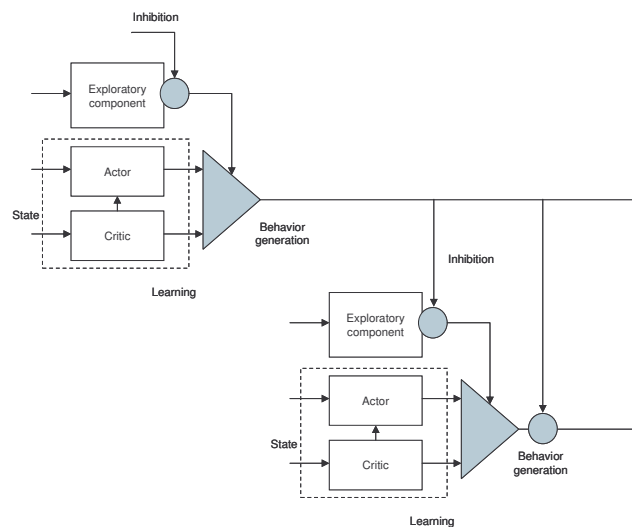 Inhibition
Exploratory
component
Actor
State
Critic
Behavior
generation
Learning
Inhibition
Exploratory
component
Actor
State
Critic
Behavior
generation
Learning